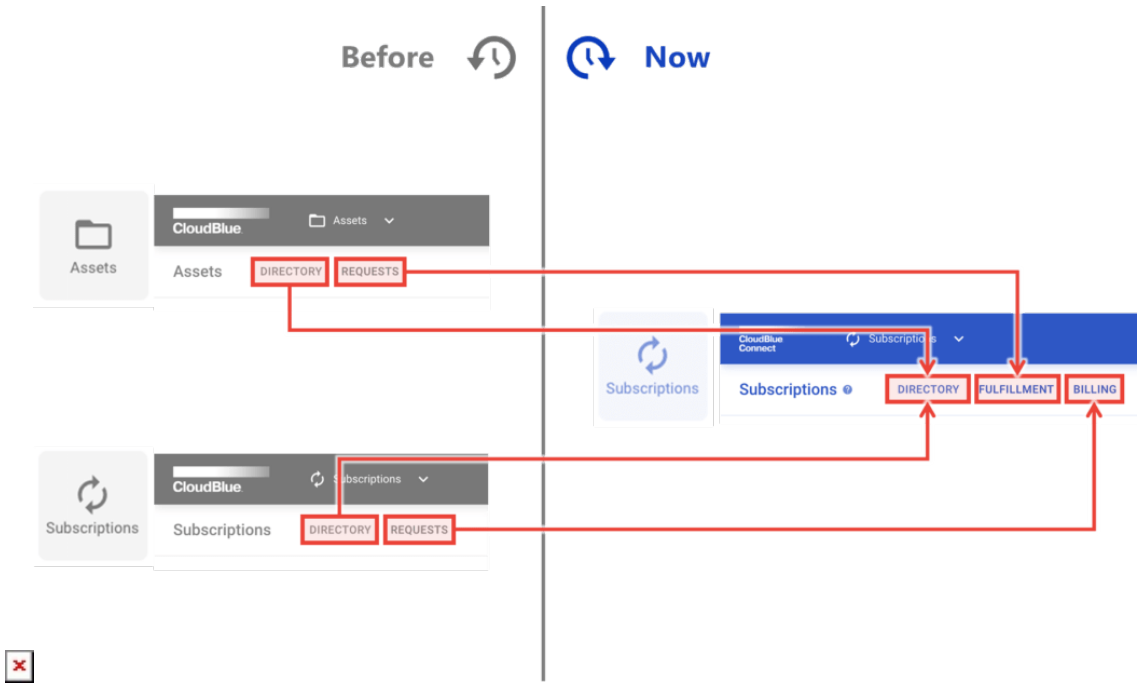 Before
Now
Assets
CloudBlue
Assets
Assets
DIRECTORY
REQUESTS
Subscriptions
CloudBlue
Connect
Subscriptions
Subscriptions
DIRECTORY
FULFILLMENT
BILLING
Subscriptions
CloudBlue
Subscriptions
Subscriptions
DIRECTORY
REQUESTS